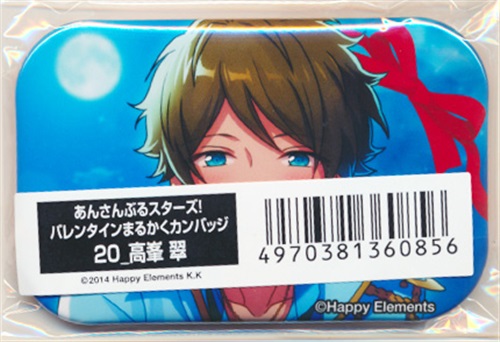 あんさんぶるスターズ!
バレンタインまるかくカンバッジ
20_高峯 翠
©2014 Happy Elements K.K
4970381360856
©Happy Elements